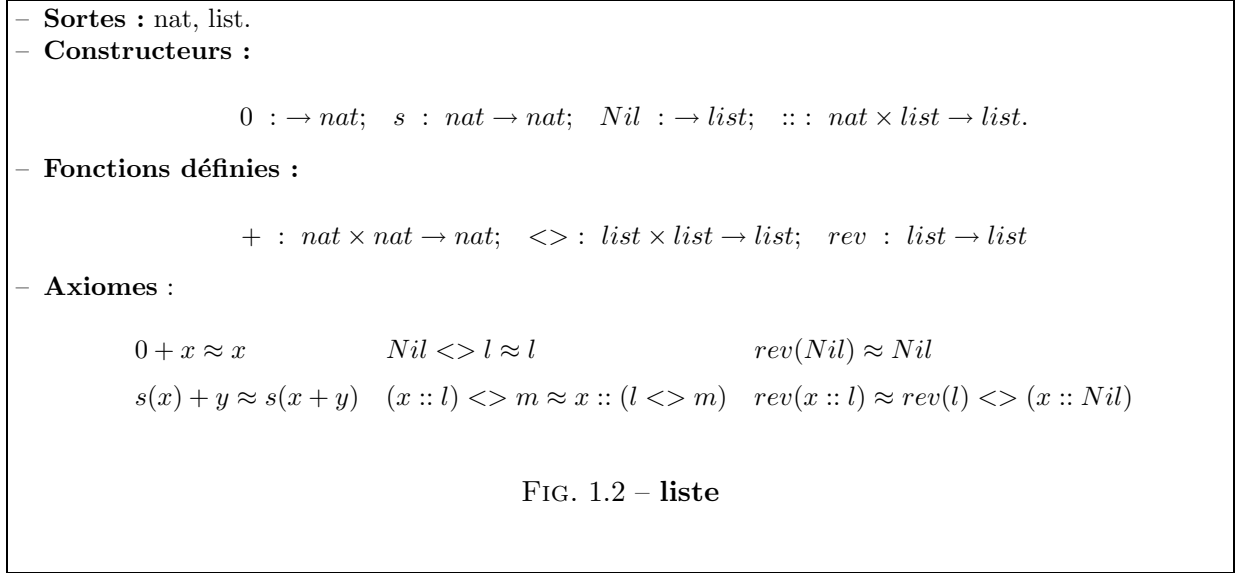 – Sortes : nat, list.
– Constructeurs :
0 : → nat; s : nat → nat; Nil : → list; :: : nat × list → list.
– Fonctions définies :
+ : nat × nat → nat; <> : list × list → list; rev : list → list
– Axiomes :
0 + x ≈ x Nil <> l ≈ l rev(Nil) ≈ Nil
s(x) + y ≈ s(x + y) (x :: l) <> m ≈ x :: (l <> m) rev(x :: l) ≈ rev(l) <> (x :: Nil)
FIG. 1.2 – liste